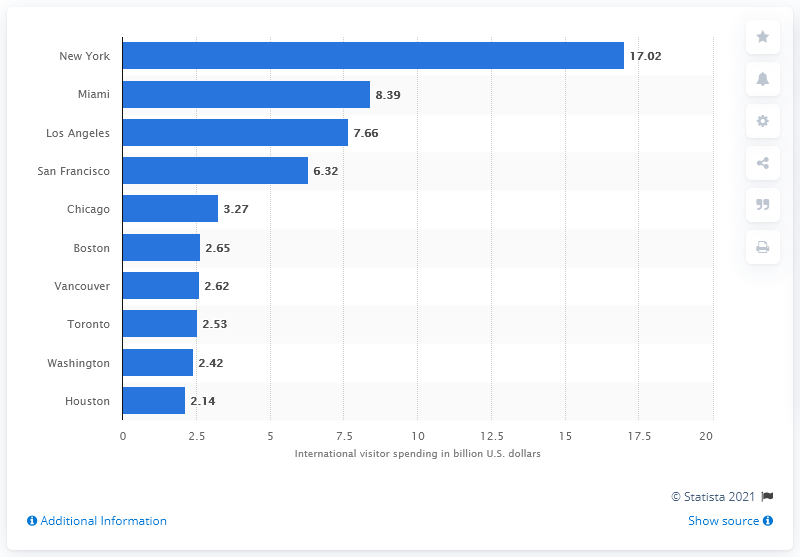 New York 17.02
Miami 8.39
Los Angeles 7.66
San Francisco 6.32
Chicago 3.27
Boston 2.65
Vancouver 2.62
Toronto 2.53
Washington 2.42
Houston 2.14
0 2.5 5 7.5 10 12.5 15 17.5 20
International visitor spending in billion U.S. dollars
© Statista 2021
Additional Information Show source